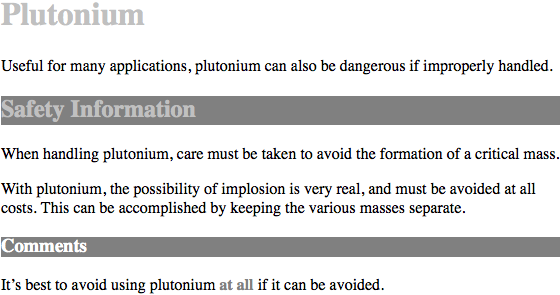 Plutonium
Useful for many applications, plutonium can also be dangerous if improperly handled.
Safety Information
When handling plutonium, care must be taken to avoid the formation of a critical mass.
With plutonium, the possibility of implosion is very real, and must be avoided at all
costs. This can be accomplished by keeping the various masses separate.
Comments
It’s best to avoid using plutonium at all if it can be avoided.